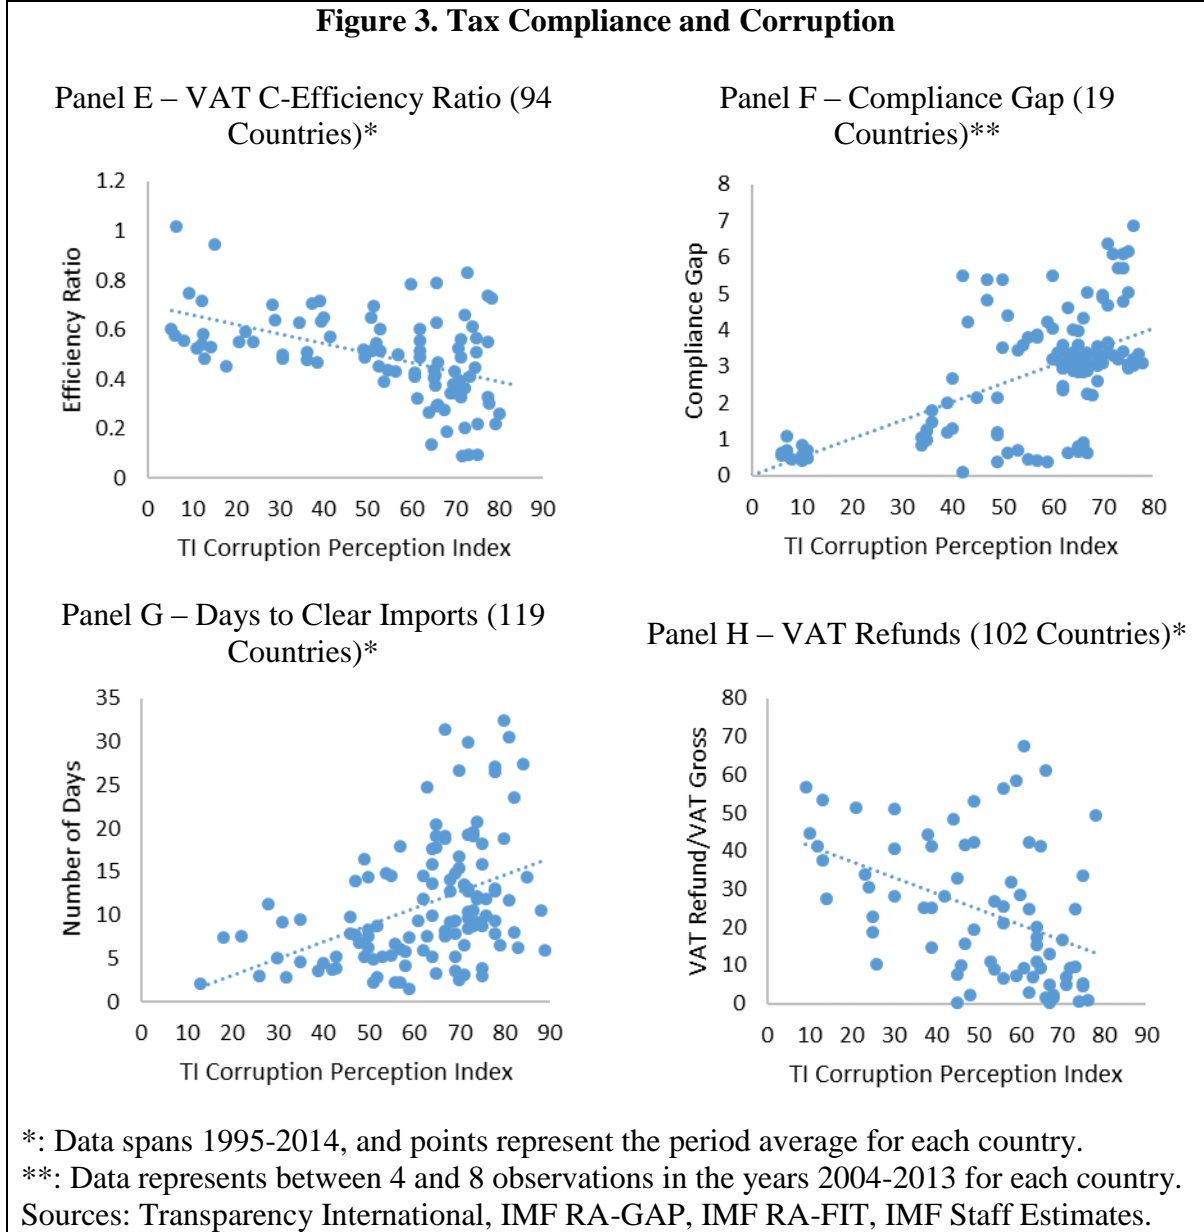 Figure 3. Tax Compliance and Corruption
Panel E – VAT C-Efficiency Ratio (94
Countries)*
1.2
1
0.8
0.6
0.4
0.2
0
Efficiency Ratio
0 10 20 30 40 50 60 70 80 90
TI Corruption Perception Index
Panel F – Compliance Gap (19
Countries)**
8
7
6
5
4
3
2
1
0
Compliance Gap
0 10 20 30 40 50 60 70 80
TI Corruption Perception Index
Panel G – Days to Clear Imports (119
Countries)*
35
30
25
20
15
10
5
0
Number of Days
0 10 20 30 40 50 60 70 80 90
TI Corruption Perception Index
Panel H – VAT Refunds (102 Countries)*
80
70
60
50
40
30
20
10
0
VAT Refund/VAT Gross
0 10 20 30 40 50 60 70 80 90
TI Corruption Perception Index
*: Data spans 1995-2014, and points represent the period average for each country.
**: Data represents between 4 and 8 observations in the years 2004-2013 for each country.
Sources: Transparency International, IMF RA-GAP, IMF RA-FIT, IMF Staff Estimates.